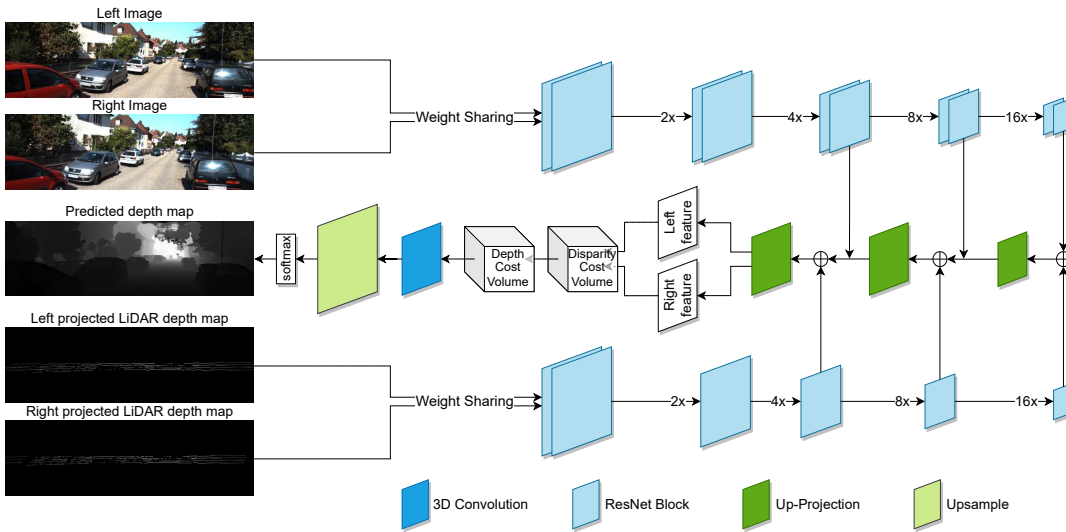 Left Image
Right Image
Weight Sharing
2x
4x
8x
16x
Predicted depth map
softmax
Depth
Cost
Volume
Disparity
Cost
Volume
Left
feature
Right
feature
Left projected LiDAR depth map
Right projected LiDAR depth map
Weight Sharing
2x
4x
8x
16x
3D Convolution
ResNet Block
Up-Projection
Upsample